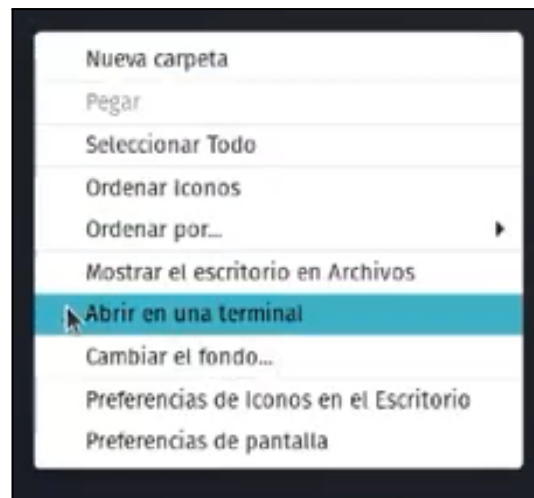 Nueva carpeta
Pegar
Seleccionar Todo
Ordenar Iconos
Ordenar por...
Mostrar el escritorio en Archivos
Abrir en una terminal
Cambiar el fondo...
Preferencias de Iconos en el Escritorio
Preferencias de pantalla